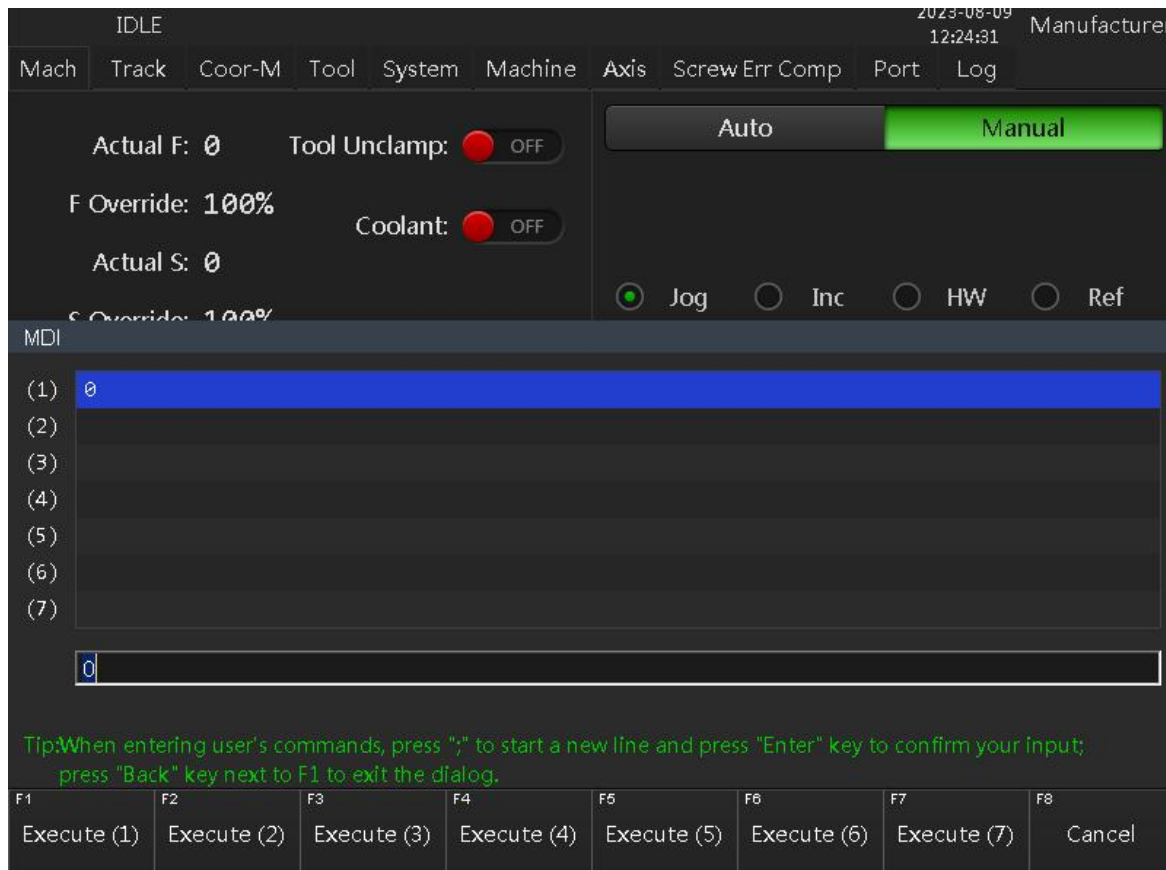 IDLE
2023-08-09
12:24:31
Manufacturer
Mach Track Coor-M Tool System Machine Axis Screw Err Comp Port Log
Auto Manual
Actual F: 0 Tool Unclamp: OFF
F Override: 100%
Coolant: OFF
Actual S: 0
Jog Inc HW Ref
S Override: 100%
MDI
(1) 0
(2)
(3)
(4)
(5)
(6)
(7)
0
Tip:When entering user's commands, press ";" to start a new line and press "Enter" key to confirm your input;
press "Back" key next to F1 to exit the dialog.
F1 F2 F3 F4 F5 F6 F7 F8
Execute (1) Execute (2) Execute (3) Execute (4) Execute (5) Execute (6) Execute (7) Cancel